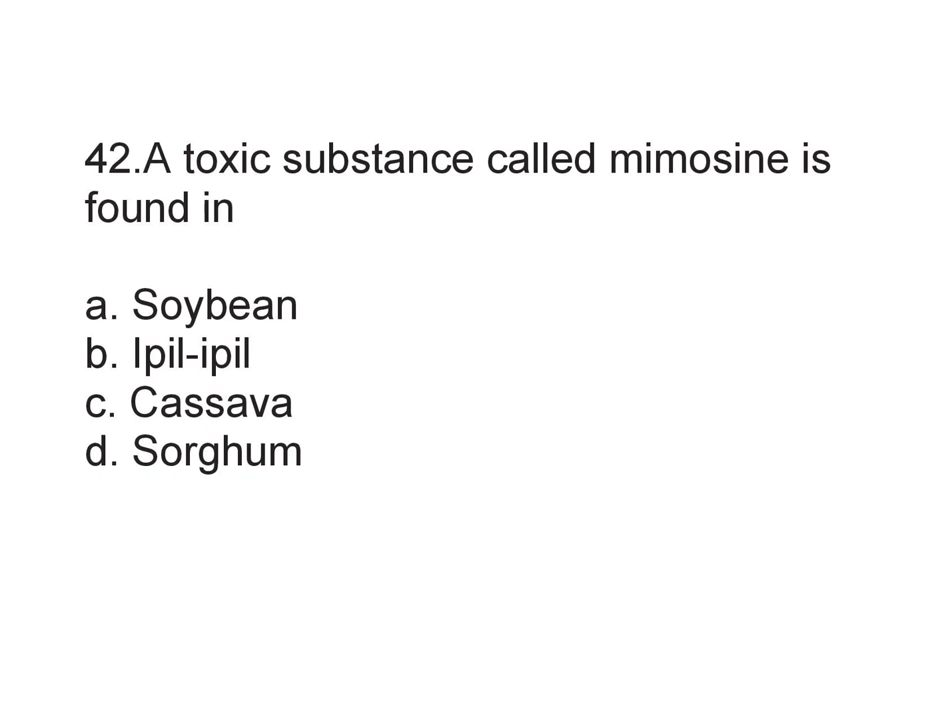 42.A toxic substance called mimosine is
found in
a. Soybean
b. Ipil-ipil
c. Cassava
d. Sorghum